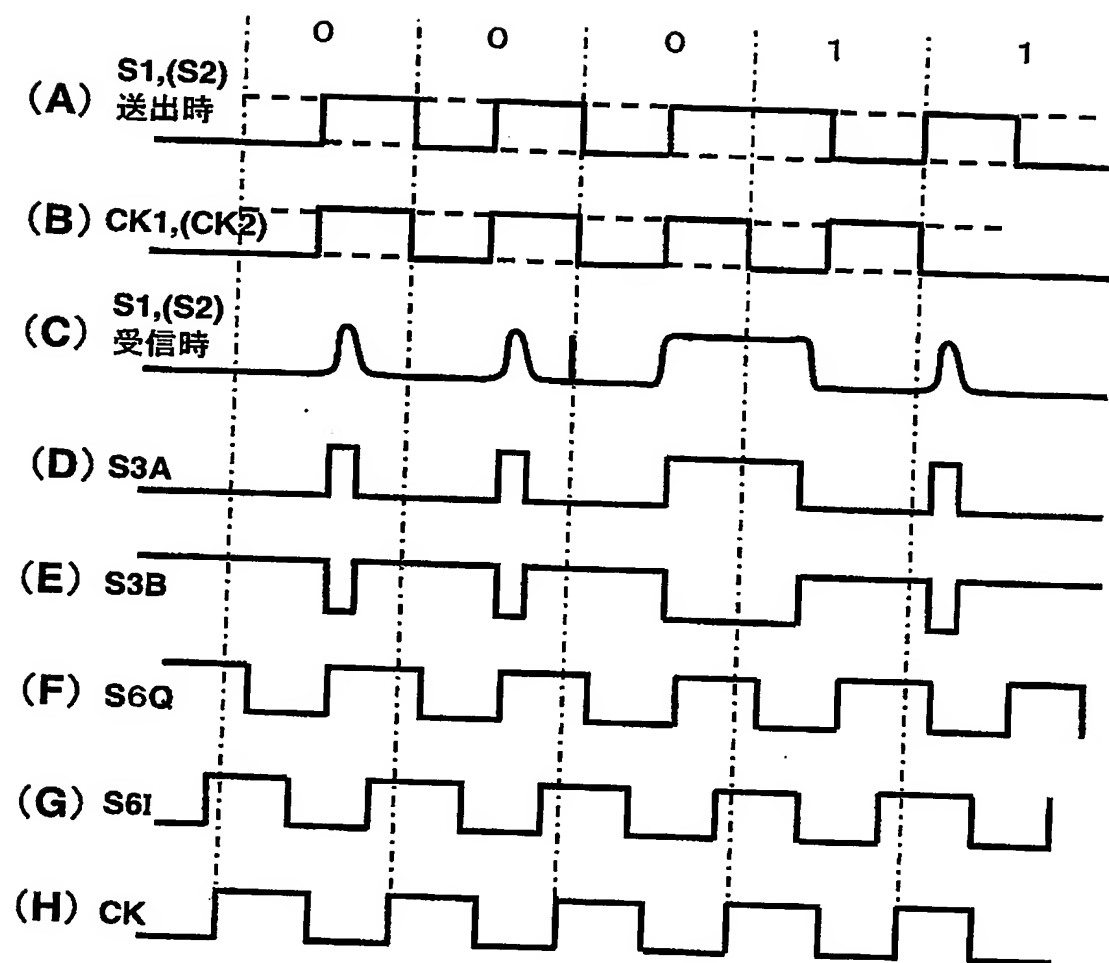 0 0 0 1 1
(A) S1,(S2)
送出時
(B) CK1,(CK2)
(C) S1,(S2)
受信時
(D) S3A
(E) S3B
(F) S6Q
(G) S6I
(H) CK